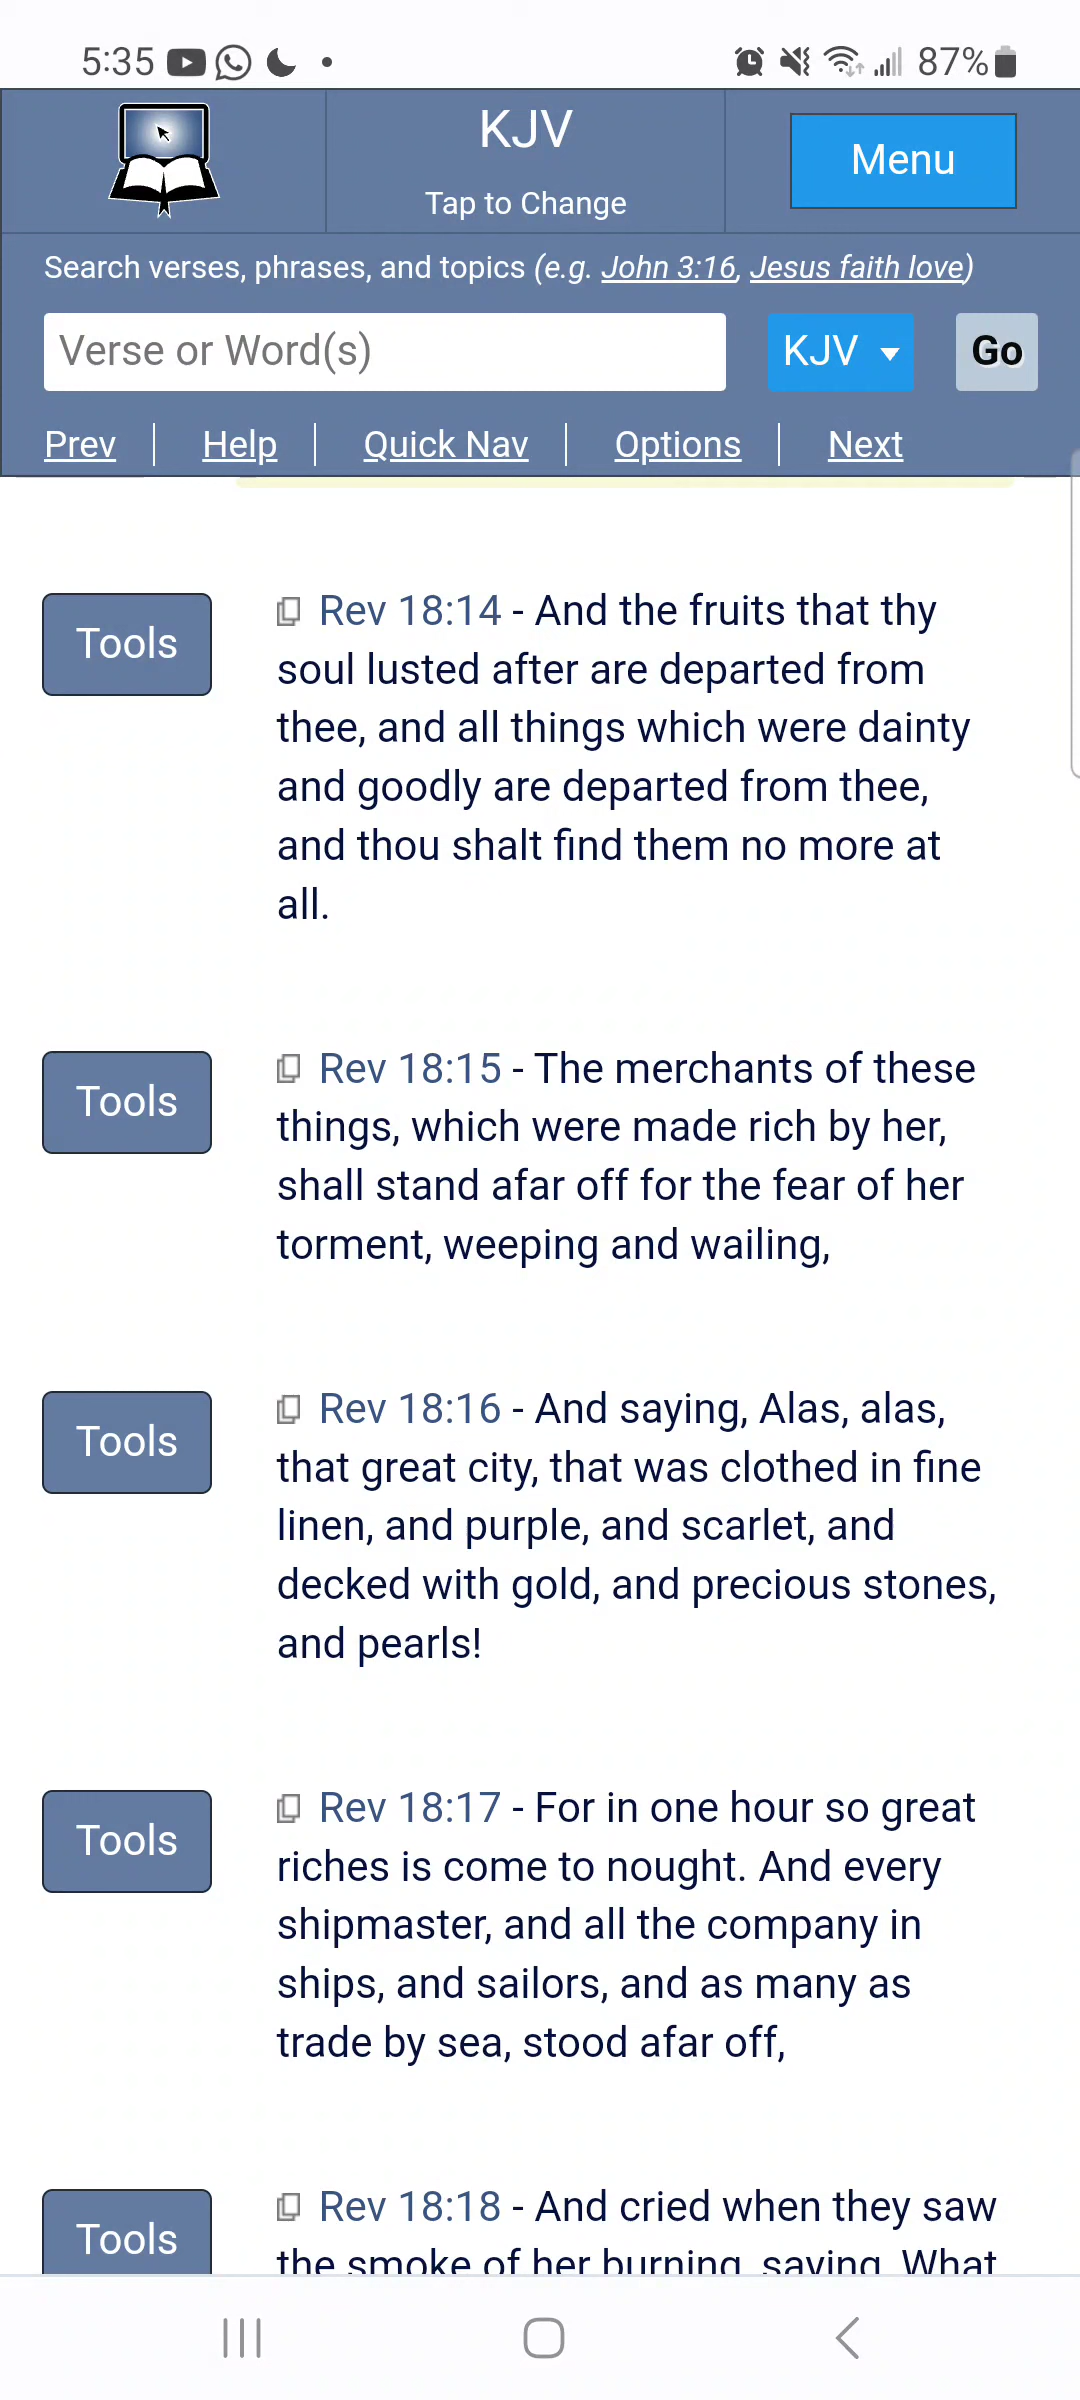 5:35 87%
KJV
Tap to Change
Menu
Search verses, phrases, and topics (e.g. John 3:16, Jesus faith love)
Verse or Word(s) KJV Go
Prev Help Quick Nav Options Next
Tools
Rev 18:14 - And the fruits that thy
soul lusted after are departed from
thee, and all things which were dainty
and goodly are departed from thee,
and thou shalt find them no more at
all.
Tools
Rev 18:15 - The merchants of these
things, which were made rich by her,
shall stand afar off for the fear of her
torment, weeping and wailing,
Tools
Rev 18:16 - And saying, Alas, alas,
that great city, that was clothed in fine
linen, and purple, and scarlet, and
decked with gold, and precious stones,
and pearls!
Tools
Rev 18:17 - For in one hour so great
riches is come to nought. And every
shipmaster, and all the company in
ships, and sailors, and as many as
trade by sea, stood afar off,
Tools
Rev 18:18 - And cried when they saw
the smoke of her burning, saying, What